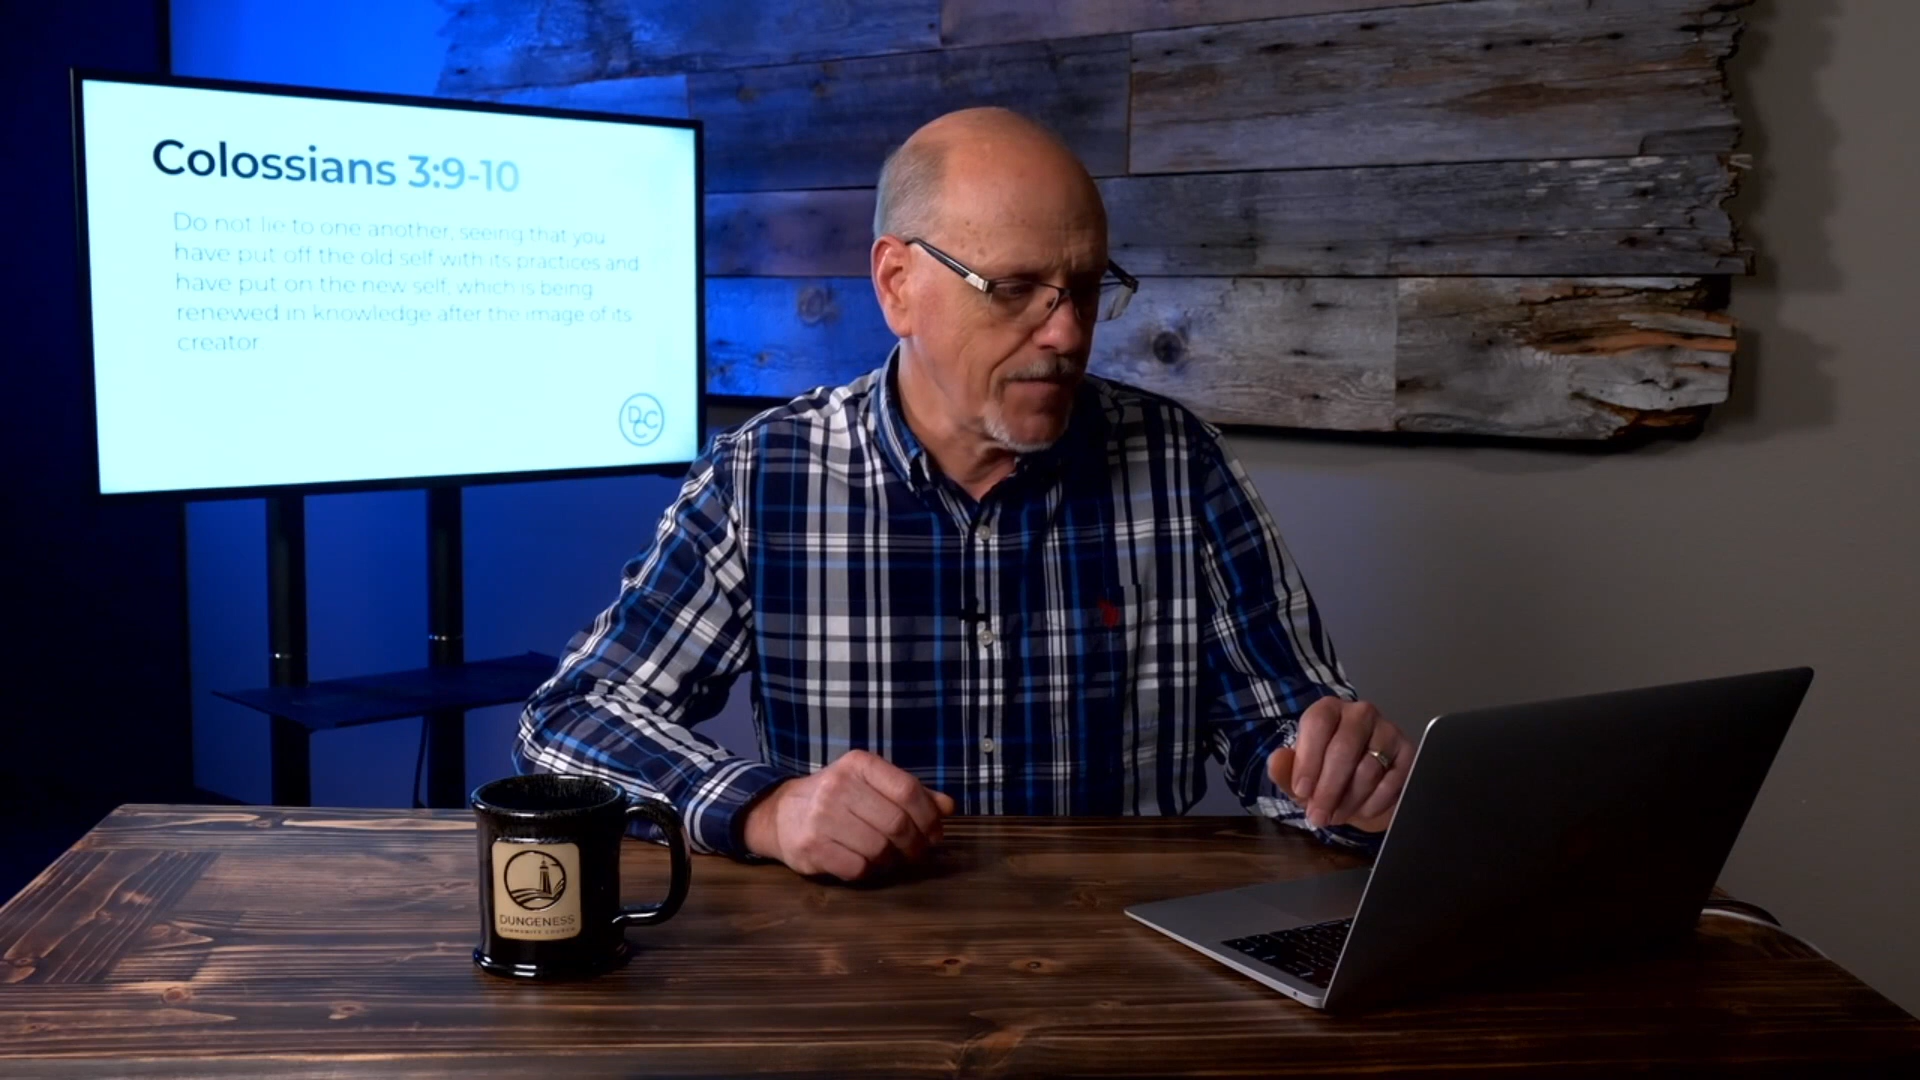 Colossians 3:9-10
Do not lie to one another, seeing that you
have put off the old self with its practices and
have put on the new self, which is being
renewed in knowledge after the image of its
creator.
DCC
DUNGENESS
COMMUNITY CHURCH